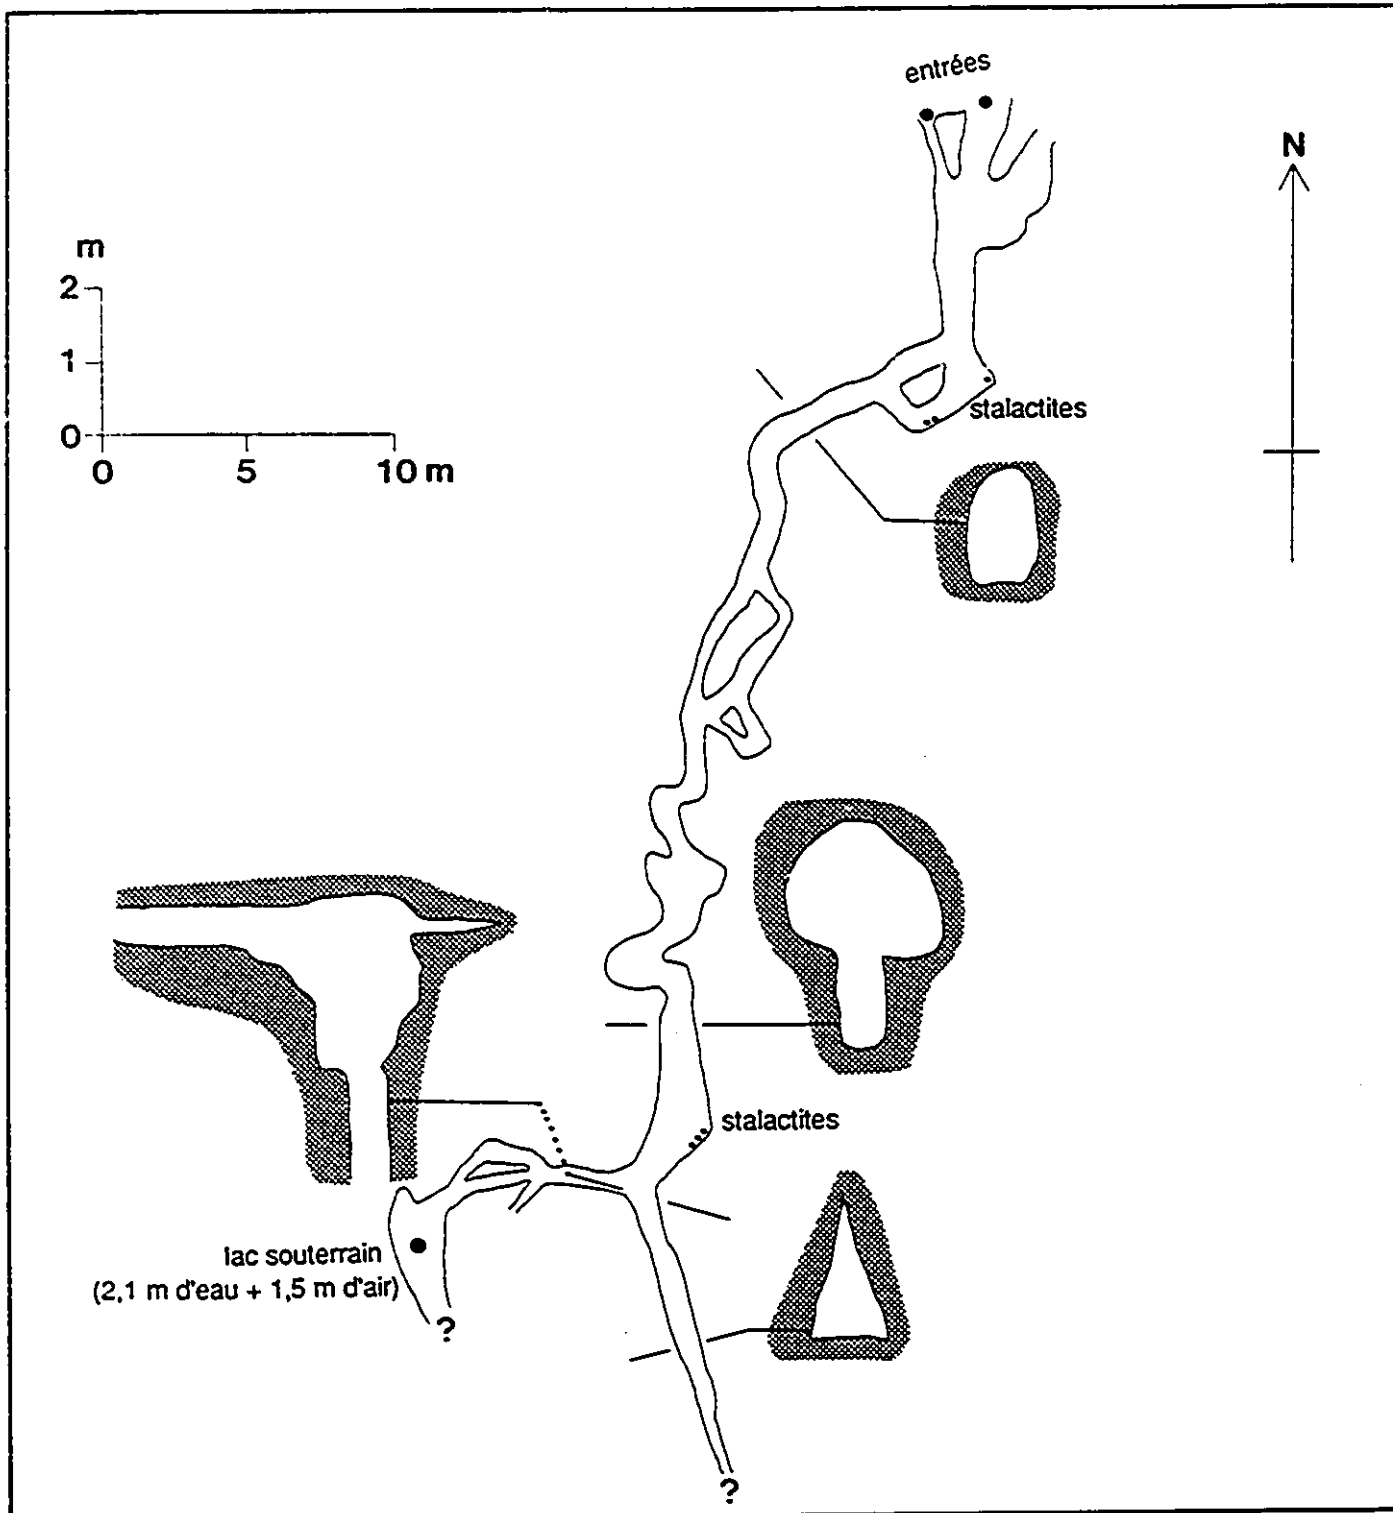 entrées
N
m
2
1
0
0 5 10 m
stalactites
stalactites
lac souterrain
(2,1 m d'eau + 1,5 m d'air)
?
?